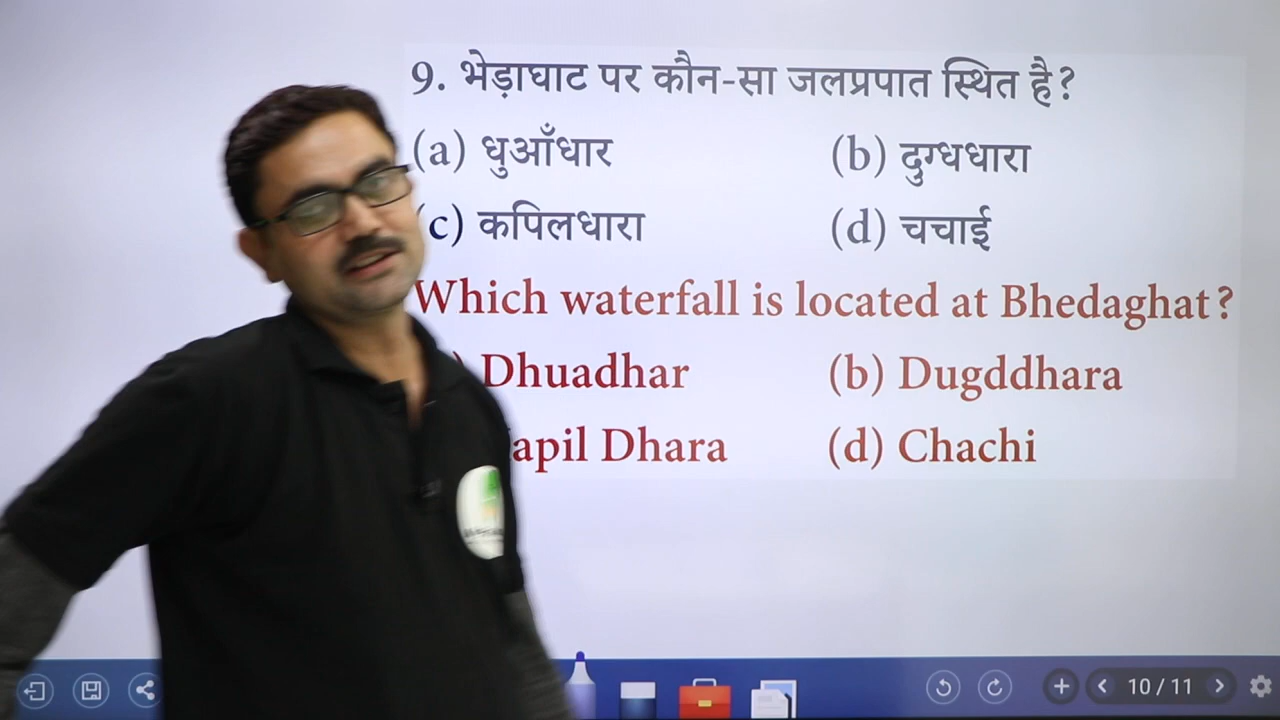 9. भेड़ाघाट पर कौन-सा जलप्रपात स्थित है?
(a) धुआँधार (b) दुग्धधारा
c) कपिलधारा (d) चचाई
Which waterfall is located at Bhedaghat?
) Dhuadhar (b) Dugddhara
apil Dhara (d) Chachi
10 / 11